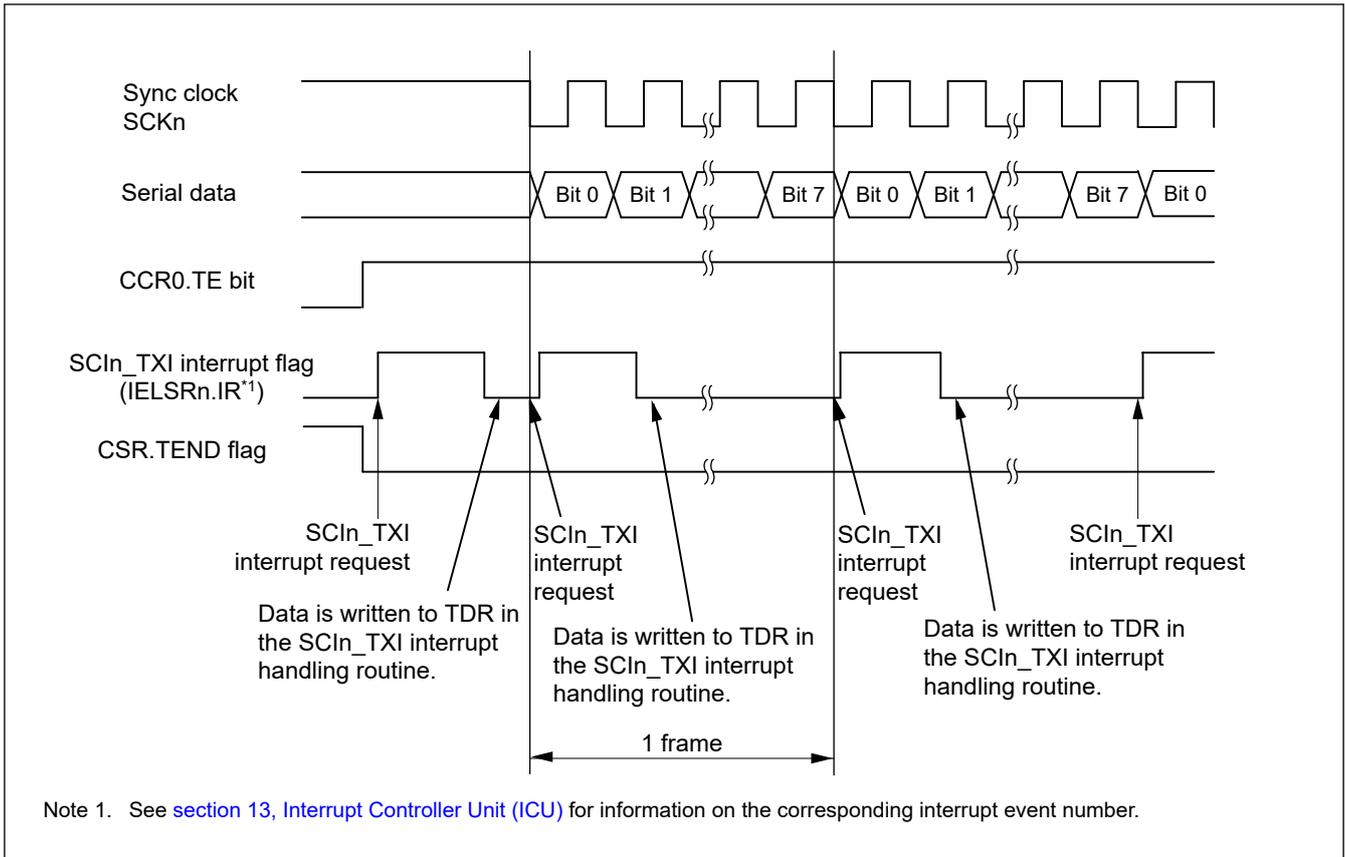 Sync clock
SCKn
Serial data
Bit 0
Bit 1
Bit 7
Bit 0
Bit 1
Bit 7
Bit 0
CCR0.TE bit
SCIn_TXI interrupt flag
(IELSRn.IR*1)
CSR.TEND flag
SCIn_TXI
interrupt request
SCIn_TXI
interrupt
request
SCIn_TXI
interrupt
request
SCIn_TXI
interrupt request
Data is written to TDR in
the SCIn_TXI interrupt
handling routine.
Data is written to TDR in
the SCIn_TXI interrupt
handling routine.
Data is written to TDR in
the SCIn_TXI interrupt
handling routine.
1 frame
Note 1. See section 13, Interrupt Controller Unit (ICU) for information on the corresponding interrupt event number.